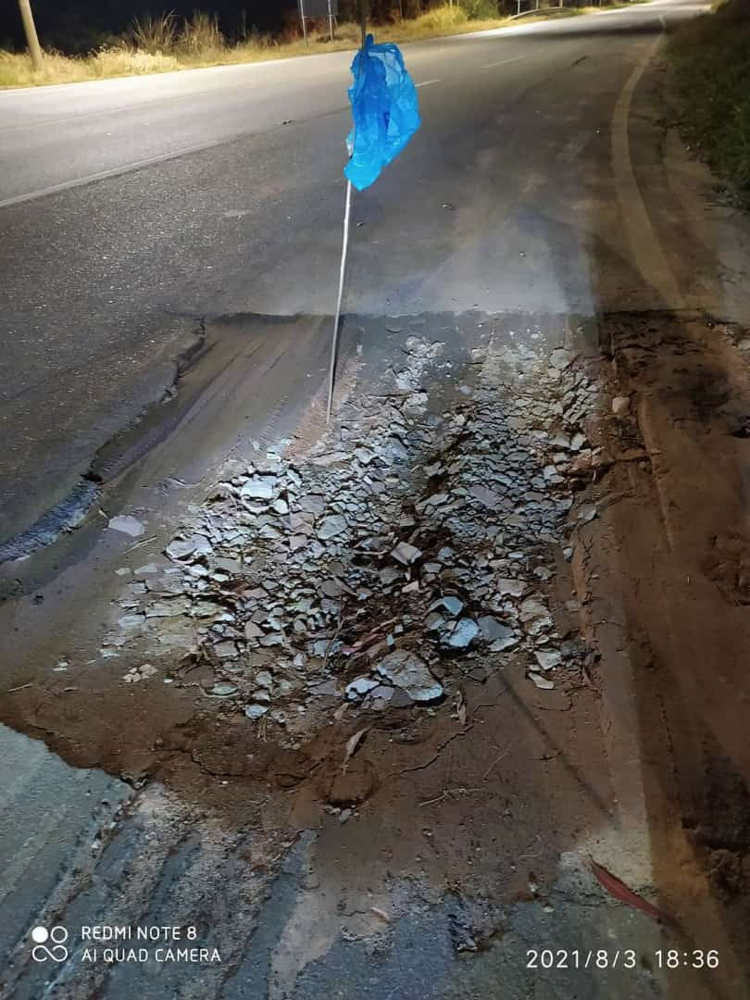 REDMI NOTE 8
AI QUAD CAMERA
2021/8/3 18:36